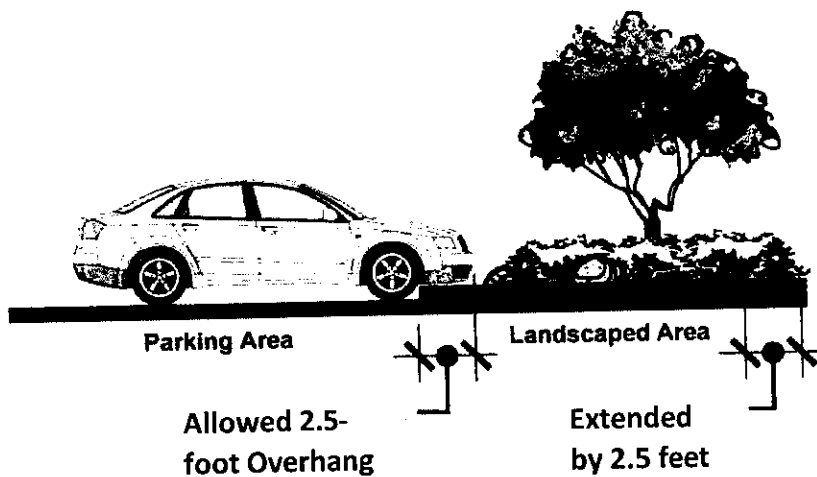 Parking Area
Landscaped Area
Allowed 2.5-
foot Overhang
Extended
by 2.5 feet